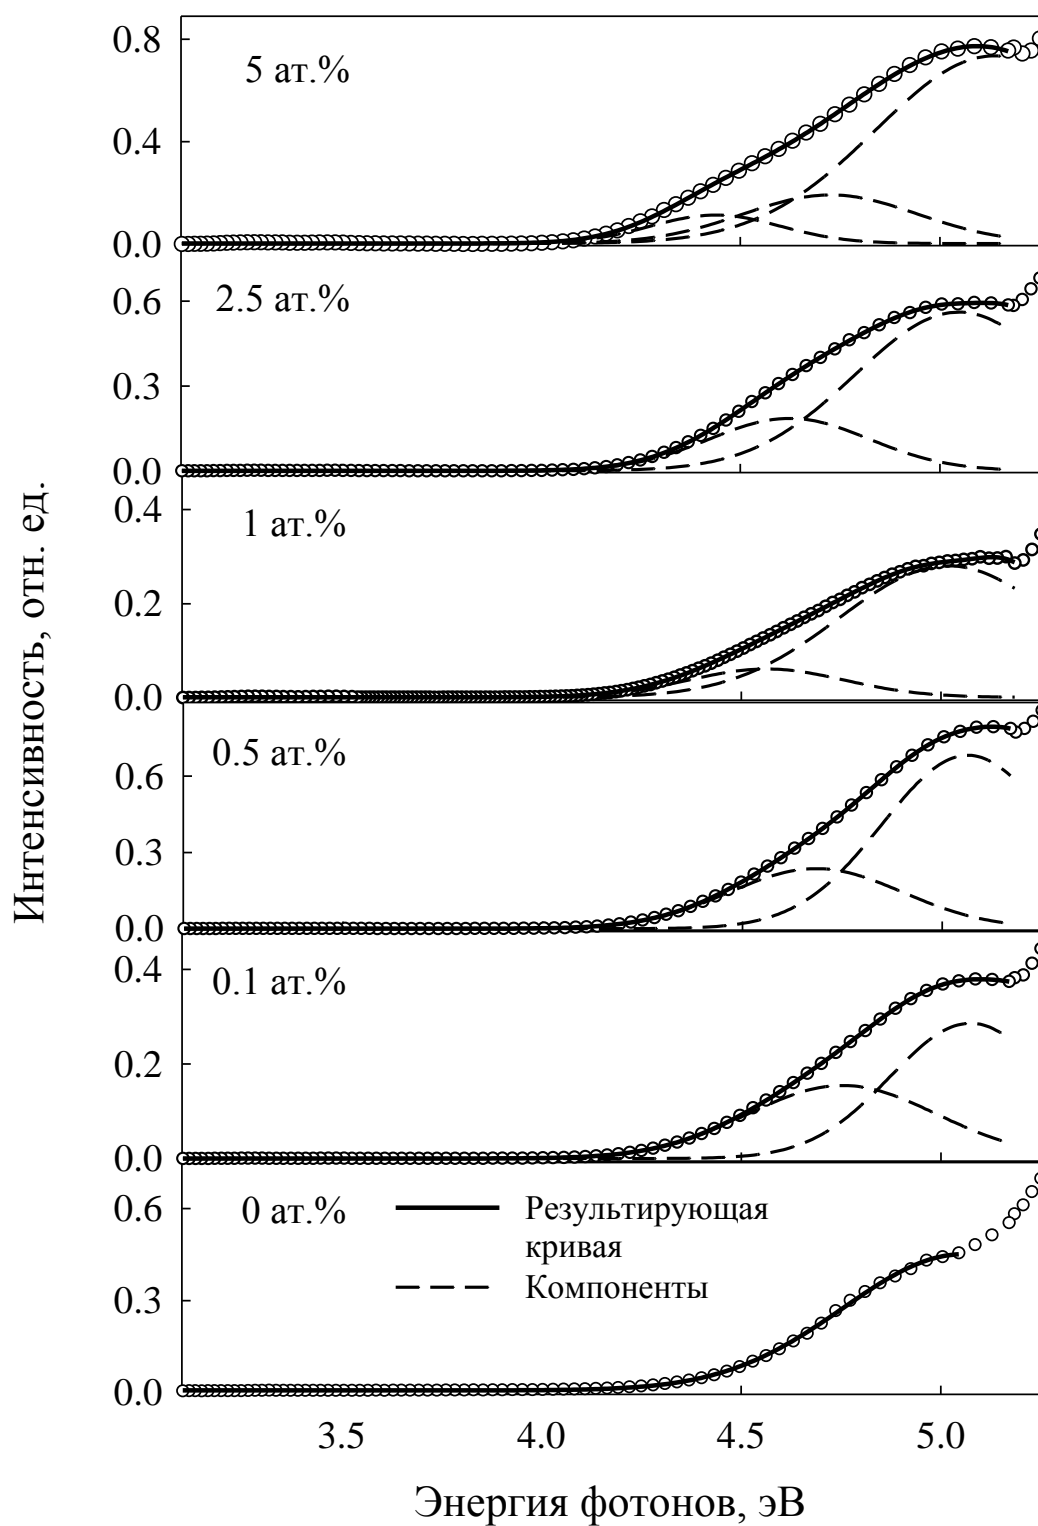 0.8
5 ат.%
0.4
0.0
0.6
2.5 ат.%
0.3
0.0
0.4
1 ат.%
0.2
0.0
0.5 ат.%
0.6
0.3
0.0
0.4
0.1 ат.%
0.2
0.0
0.6
0 ат.%
Результирующая
кривая
Компоненты
0.3
0.0
3.5 4.0 4.5 5.0
Энергия фотонов, эВ
Интенсивность, отн. ед.